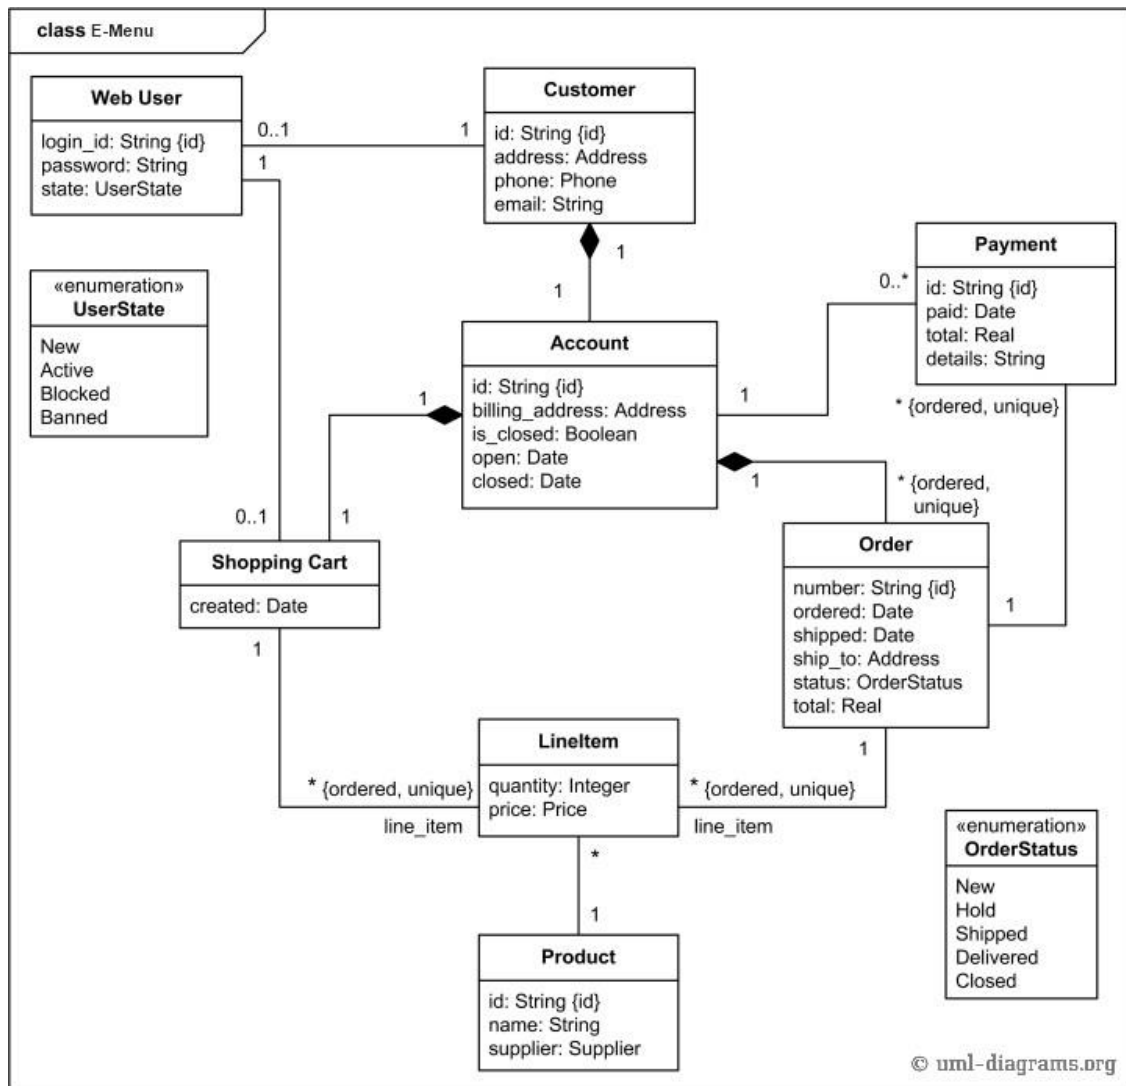 class E-Menu
Web User
login_id: String {id}
password: String
state: UserState
0..1
1
1
Customer
id: String {id}
address: Address
phone: Phone
email: String
1
1
«enumeration»
UserState
New
Active
Blocked
Banned
Account
id: String {id}
billing_address: Address
is_closed: Boolean
open: Date
closed: Date
Payment
id: String {id}
paid: Date
total: Real
details: String
0..*
1
* {ordered, unique}
1
1
* {ordered,
unique}
0..1
1
Shopping Cart
created: Date
1
Order
number: String {id}
ordered: Date
shipped: Date
ship_to: Address
status: OrderStatus
total: Real
1
1
LineItem
quantity: Integer
price: Price
* {ordered, unique}
line_item
* {ordered, unique}
line_item
*
1
Product
id: String {id}
name: String
supplier: Supplier
«enumeration»
OrderStatus
New
Hold
Shipped
Delivered
Closed
© uml-diagrams.org